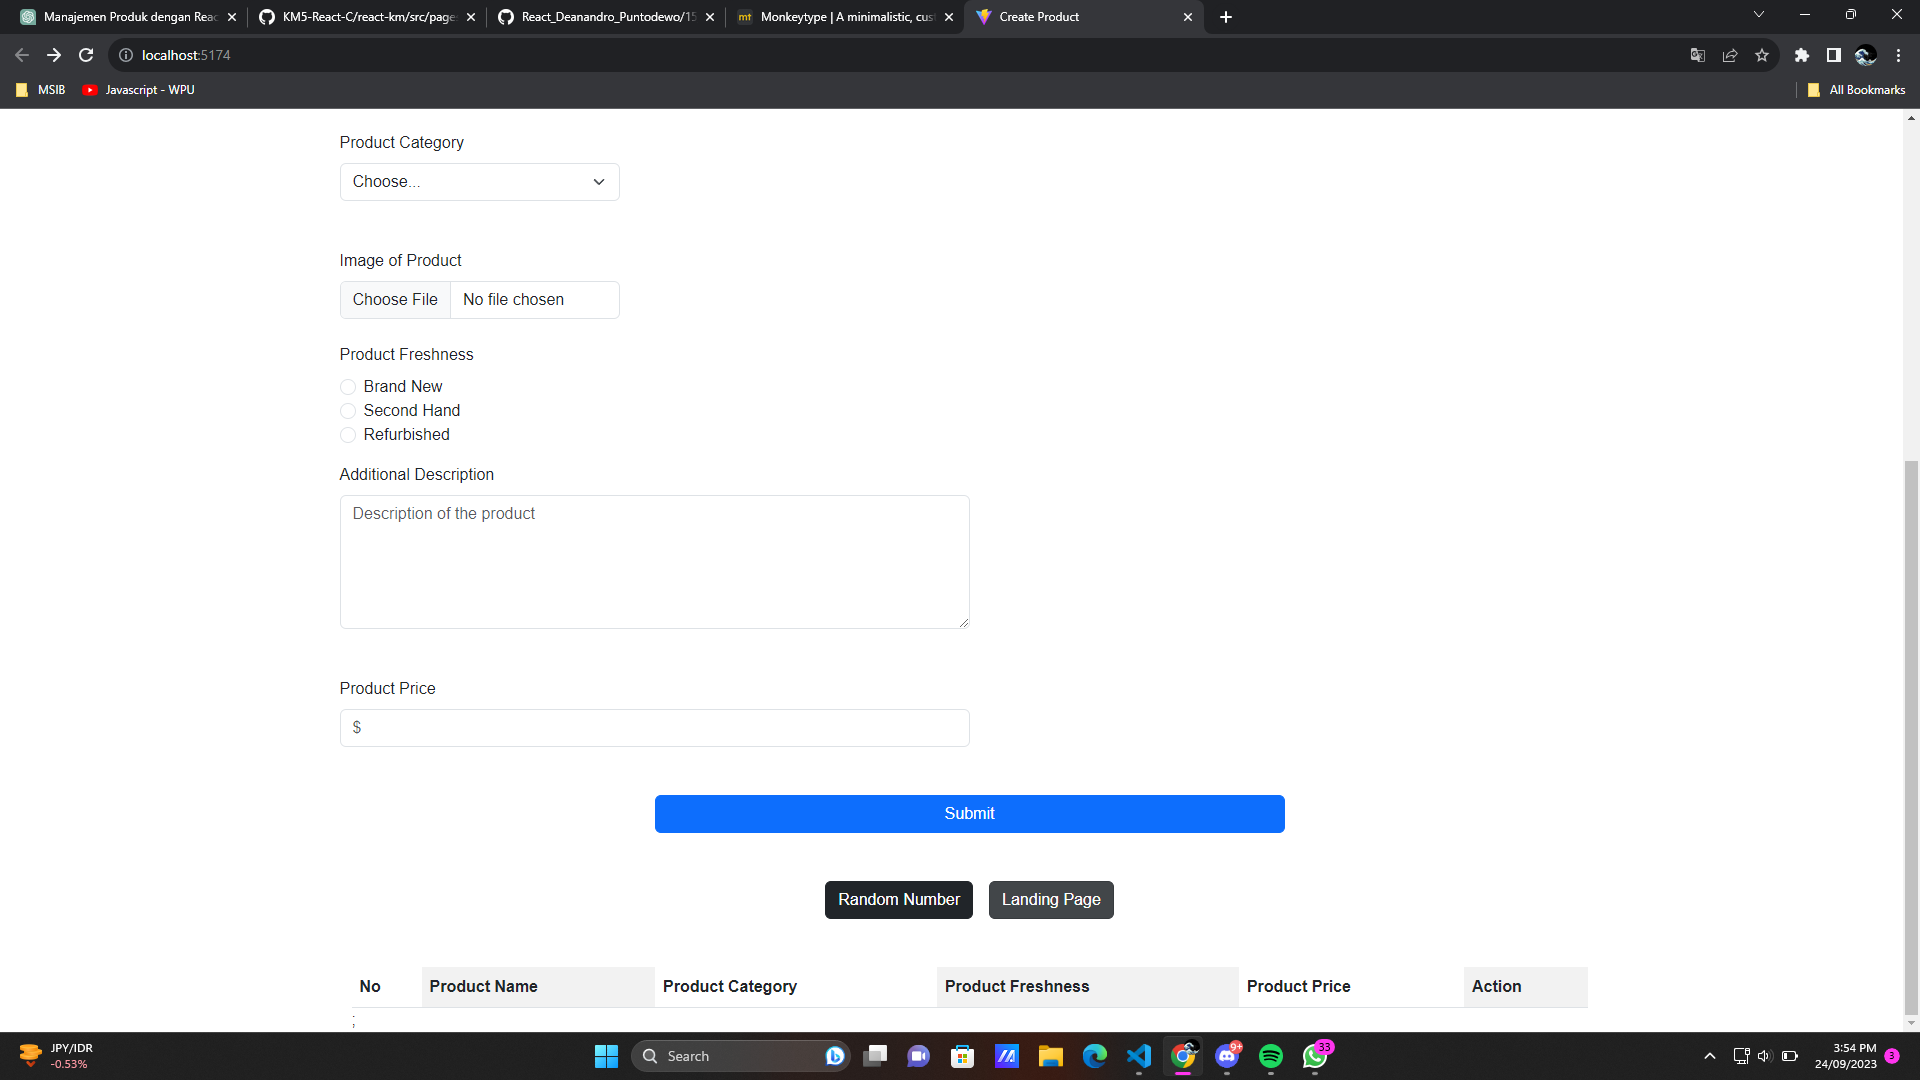 Manajemen Produk dengan Reac
KM5-React-C/react-km/src/page
React_Deanandro_Puntodewo/15
mt
Monkeytype | A minimalistic, cus
Create Product
localhost:5174
MSIB
Javascript - WPU
All Bookmarks
Product Category
Choose...
Image of Product
Choose File
No file chosen
Product Freshness
Brand New
Second Hand
Refurbished
Additional Description
Description of the product
Product Price
$
Submit
Random Number
Landing Page
No
Product Name
Product Category
Product Freshness
Product Price
Action
;
JPY/IDR
-0.53%
Search
9+
33
3:54 PM
24/09/2023
3